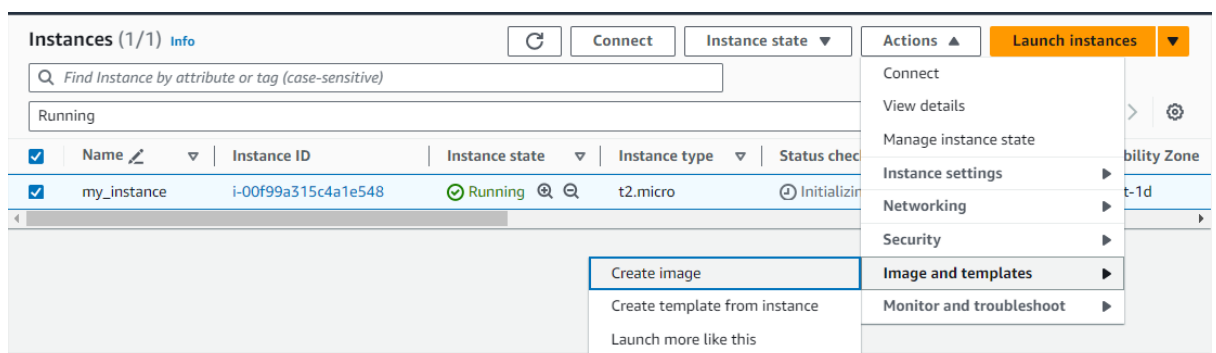 Instances (1/1) Info Connect Instance state Actions Launch instances
Find Instance by attribute or tag (case-sensitive)
Running
Name Instance ID Instance state Instance type Status chec bility Zone
my_instance i-00f99a315c4a1e548 Running t2.micro Initializin t-1d
Connect
View details
Manage instance state
Instance settings
Networking
Security
Image and templates
Monitor and troubleshoot
Create image
Create template from instance
Launch more like this